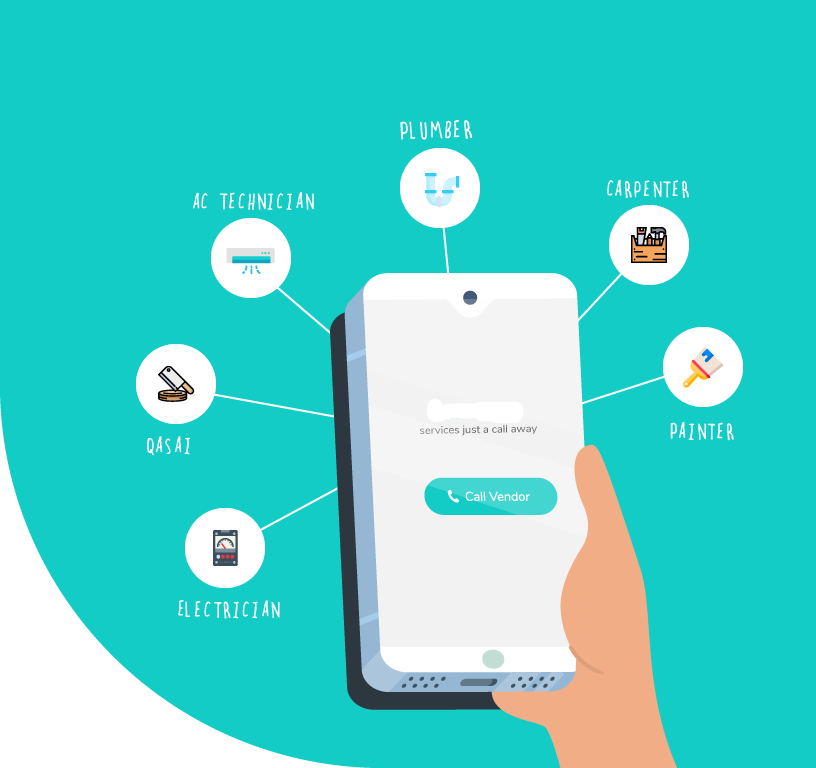 PLUMBER
CARPENTER
AC TECHNICIAN
PAINTER
QASAI
ELECTRICIAN
services just a call away
Call Vendor